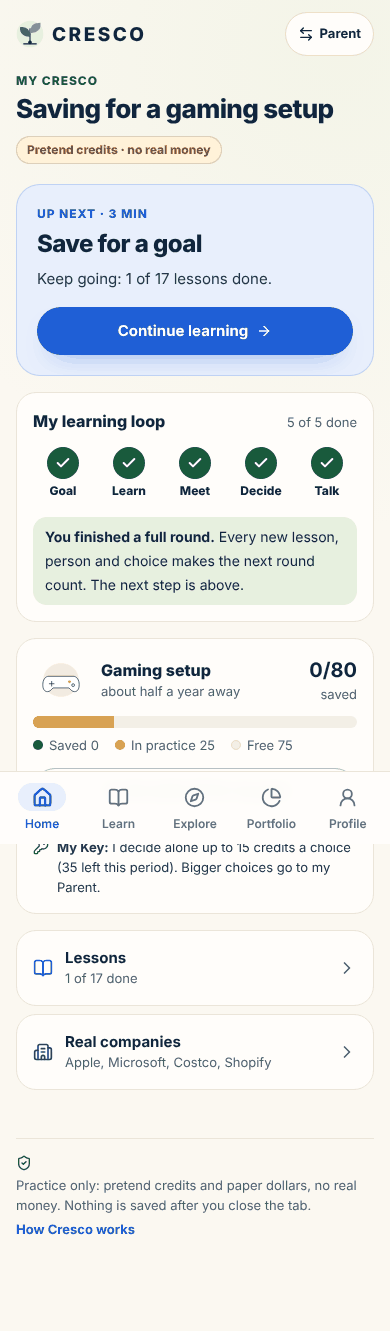 CRESCO
Parent
MY CRESCO
Saving for a gaming setup
Pretend credits · no real money
UP NEXT · 3 MIN
Save for a goal
Keep going: 1 of 17 lessons done.
Continue learning
My learning loop
5 of 5 done
Goal
Learn
Meet
Decide
Talk
You finished a full round. Every new lesson,
person and choice makes the next round
count. The next step is above.
Gaming setup
0/80
about half a year away
saved
Saved 0
In practice 25
Free 75
Home
Learn
Explore
Portfolio
Profile
My Key: I decide alone up to 15 credits a choice
(35 left this period). Bigger choices go to my
Parent.
Lessons
1 of 17 done
Real companies
Apple, Microsoft, Costco, Shopify
Practice only: pretend credits and paper dollars, no real
money. Nothing is saved after you close the tab.
How Cresco works